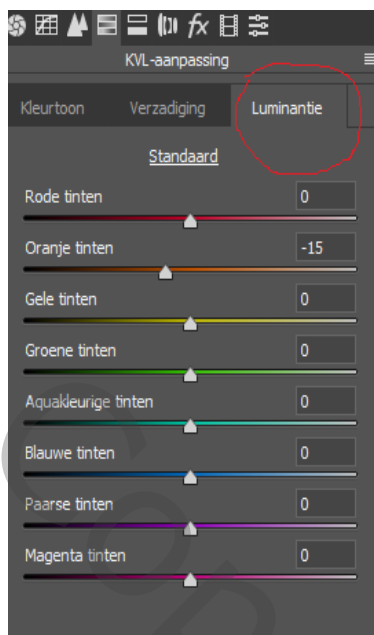 fx
KVL-aanpassing
Kleurtoon Verzadiging Luminantie
Standaard
Rode tinten 0
Oranje tinten -15
Gele tinten 0
Groene tinten 0
Aquakleurige tinten 0
Blauwe tinten 0
Paarse tinten 0
Magenta tinten 0